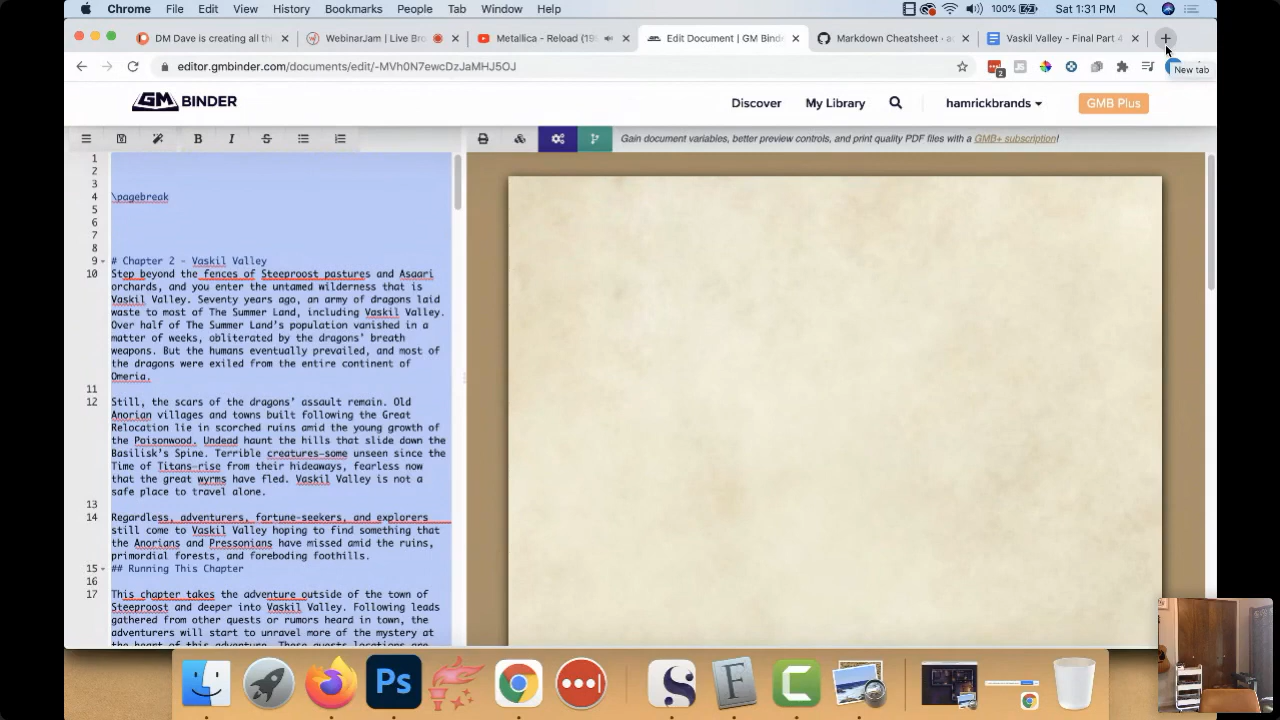 Chrome File Edit View History Bookmarks People Tab Window Help 100% Sat 1:31 PM
DM Dave is creating all th
WebinarJam | Live Bro
Metallica - Reload (199
Edit Document | GM Binde
Markdown Cheatsheet · a
Vaskil Valley - Final Part 4
editor.gmbinder.com/documents/edit/-MVh0N7ewcDzJaMHJ5OJ
2
New tab
GM BINDER
Discover My Library hamrickbrands GMB Plus
B I S
Gain document variables, better preview controls, and print quality PDF files with a GMB+ subscription!
1
2
3
4 \pagebreak
5
6
7
8
9 # Chapter 2 - Vaskil Valley
10 Step beyond the fences of Steeproost pastures and Asaari
orchards, and you enter the untamed wilderness that is
Vaskil Valley. Seventy years ago, an army of dragons laid
waste to most of The Summer Land, including Vaskil Valley.
Over half of The Summer Land's population vanished in a
matter of weeks, obliterated by the dragons' breath
weapons. But the humans eventually prevailed, and most of
the dragons were exiled from the entire continent of
Omeria.
11
12 Still, the scars of the dragons' assault remain. Old
Anorian villages and towns built following the Great
Relocation lie in scorched ruins amid the young growth of
the Poisonwood. Undead haunt the hills that slide down the
Basilisk's Spine. Terrible creatures-some unseen since the
Time of Titans-rise from their hideaways, fearless now
that the great wyrms have fled. Vaskil Valley is not a
safe place to travel alone.
13
14 Regardless, adventurers, fortune-seekers, and explorers
still come to Vaskil Valley hoping to find something that
the Anorians and Pressonians have missed amid the ruins,
primordial forests, and foreboding foothills.
15 ## Running This Chapter
16
17 This chapter takes the adventure outside of the town of
Steeproost and deeper into Vaskil Valley. Following leads
gathered from other quests or rumors heard in town, the
adventurers will start to unravel more of the mystery at
the heart of this adventure. These quests locations are
Ps
S
F
C